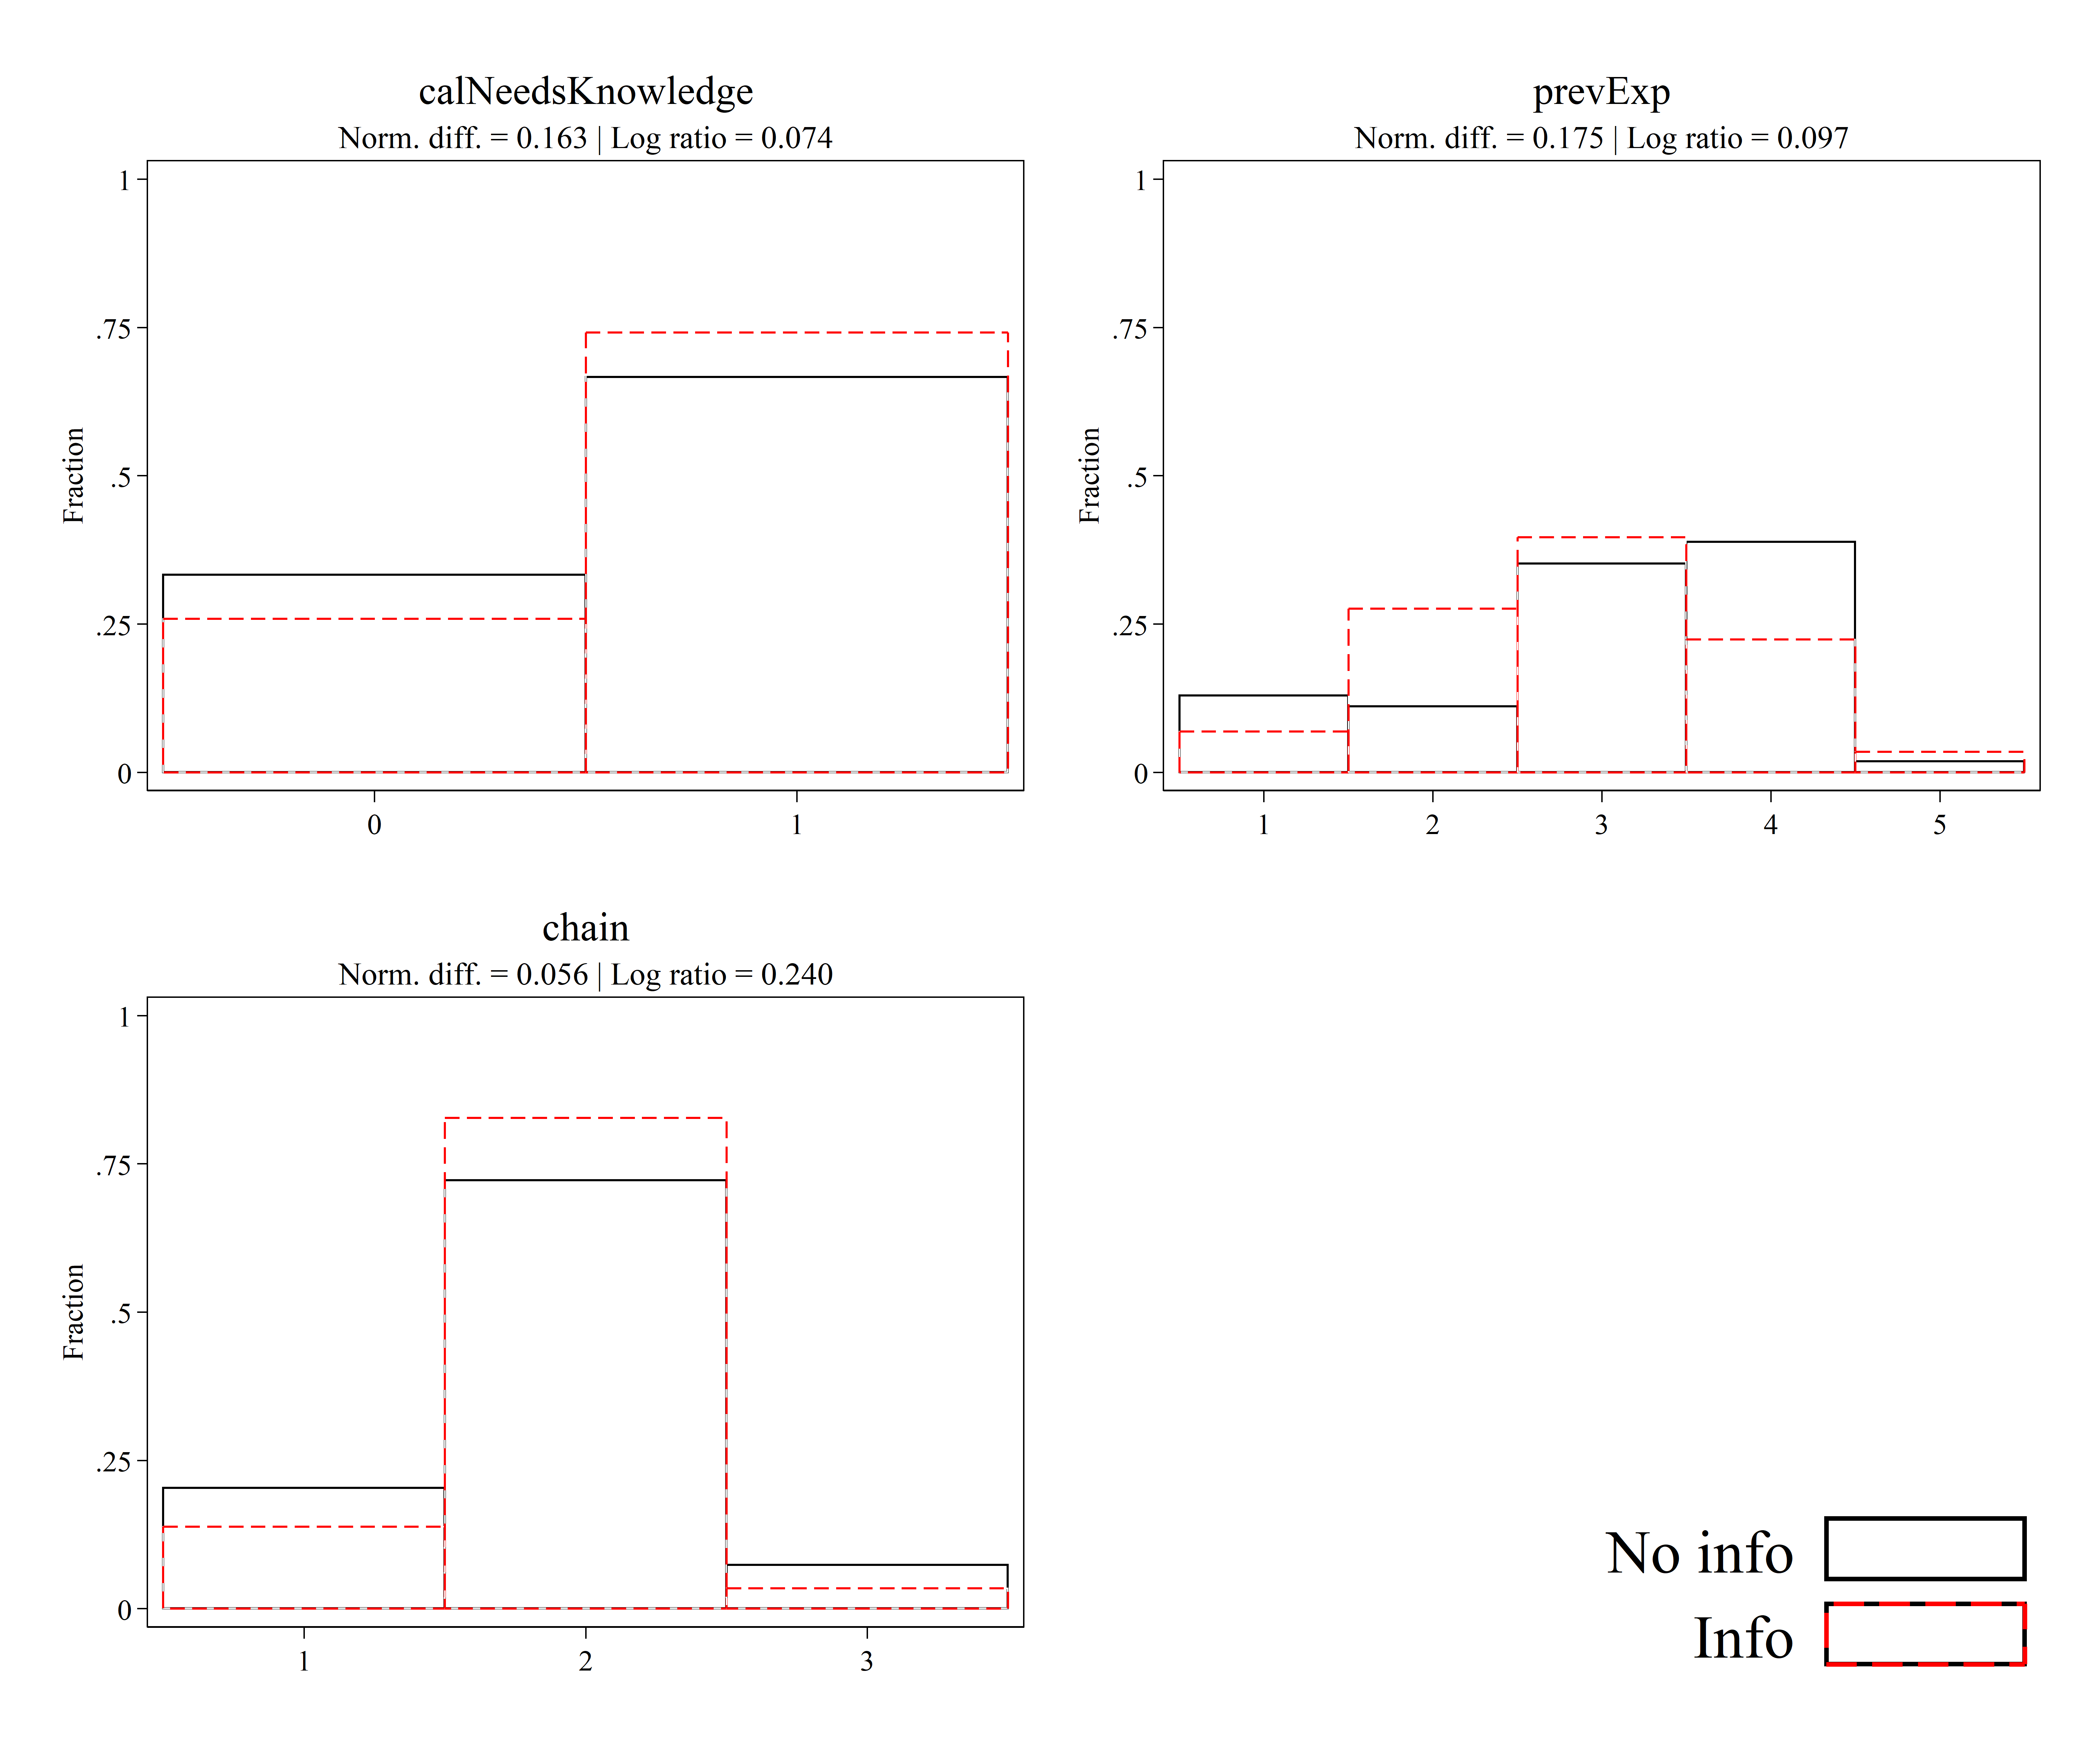 calNeedsKnowledge
Norm. diff. = 0.163 | Log ratio = 0.074
1
.75
.5
.25
0
Fraction
0 1
prevExp
Norm. diff. = 0.175 | Log ratio = 0.097
1
.75
.5
.25
0
Fraction
1 2 3 4 5
chain
Norm. diff. = 0.056 | Log ratio = 0.240
1
.75
.5
.25
0
Fraction
1 2 3
No info
Info